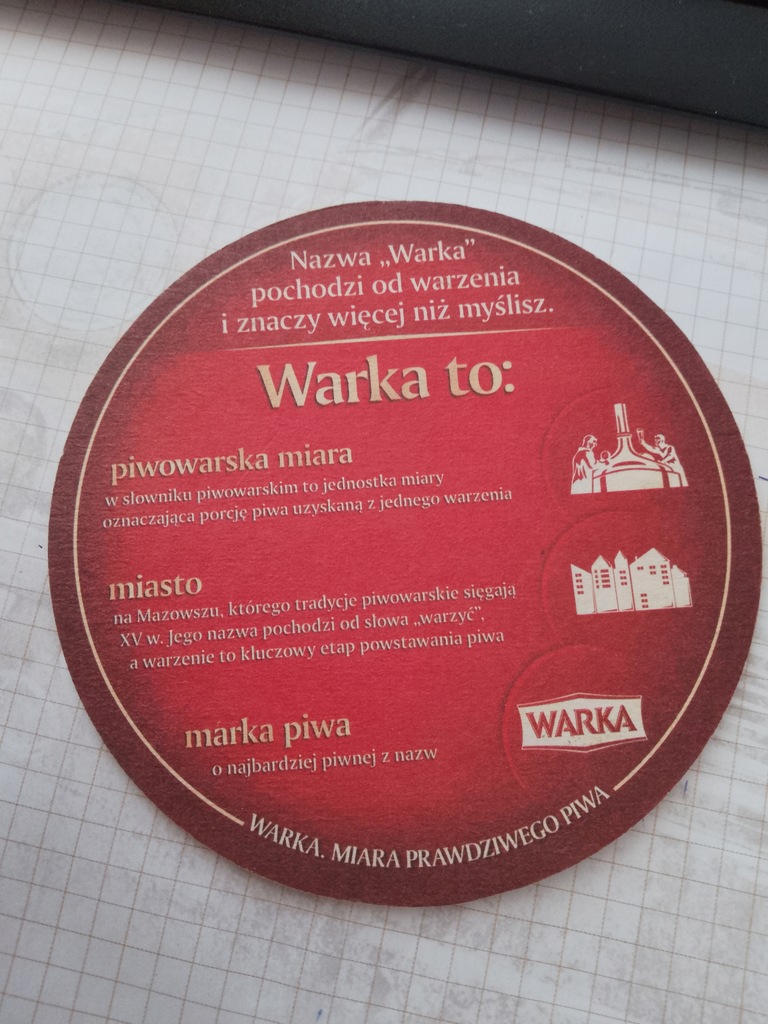 Nazwa „Warka”
pochodzi od warzenia
i znaczy więcej niż myślisz.
Warka to:
piwowarska miara
w słowniku piwowarskim to jednostka miary
oznaczająca porcję piwa uzyskaną z jednego warzenia
miasto
na Mazowszu, którego tradycje piwowarskie sięgają
XV w. Jego nazwa pochodzi od słowa „warzyć”,
a warzenie to kluczowy etap powstawania piwa
marka piwa
o najbardziej piwnej z nazw
WARKA
WARKA. MIARA PRAWDZIWEGO PIWA